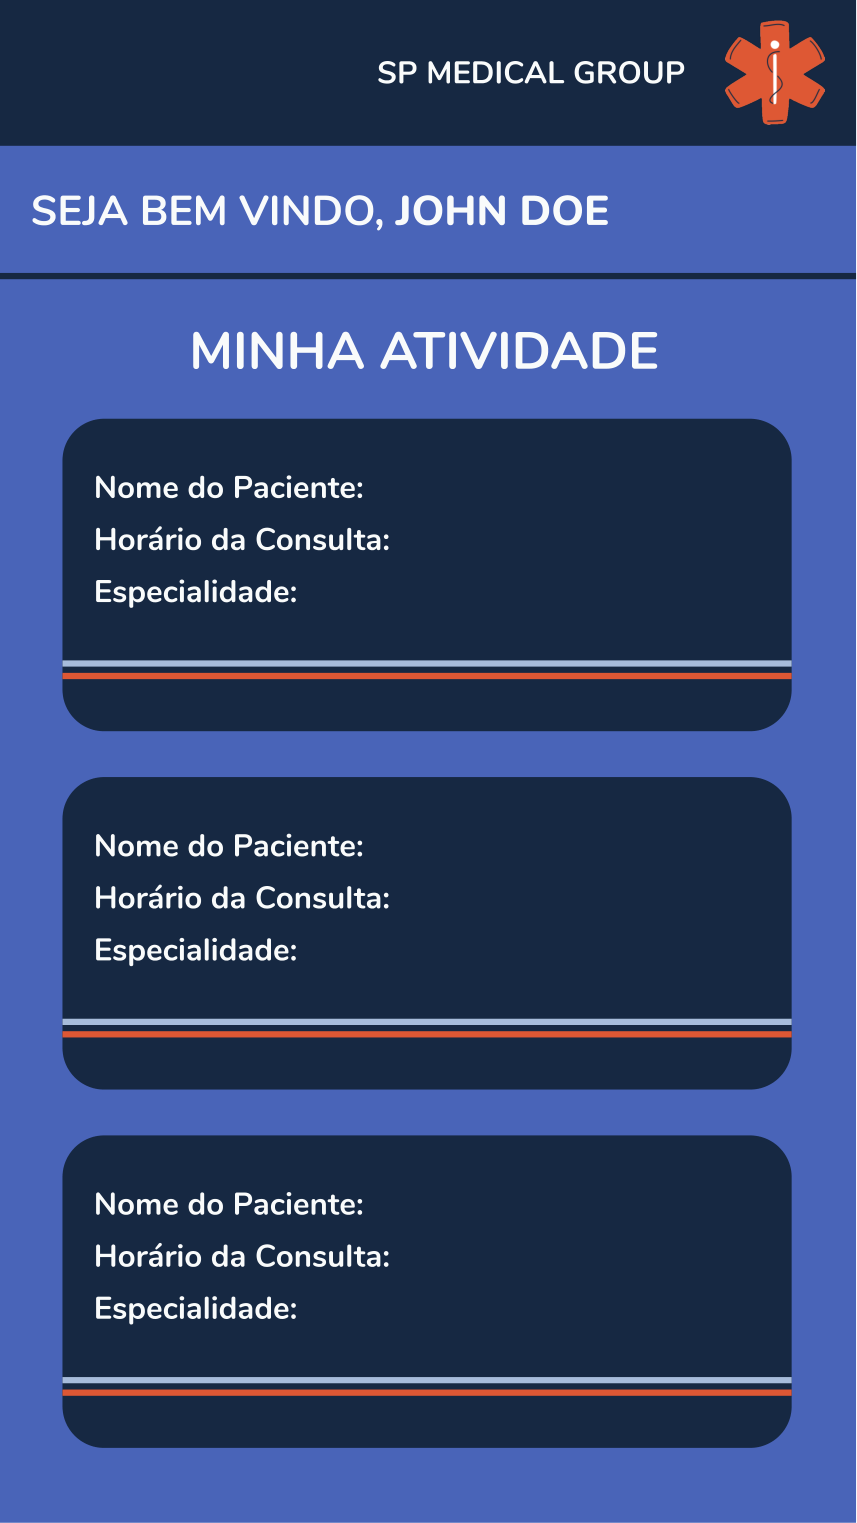 SP MEDICAL GROUP
SEJA BEM VINDO, JOHN DOE
MINHA ATIVIDADE
Nome do Paciente:
Horário da Consulta:
Especialidade:
Nome do Paciente:
Horário da Consulta:
Especialidade:
Nome do Paciente:
Horário da Consulta:
Especialidade: